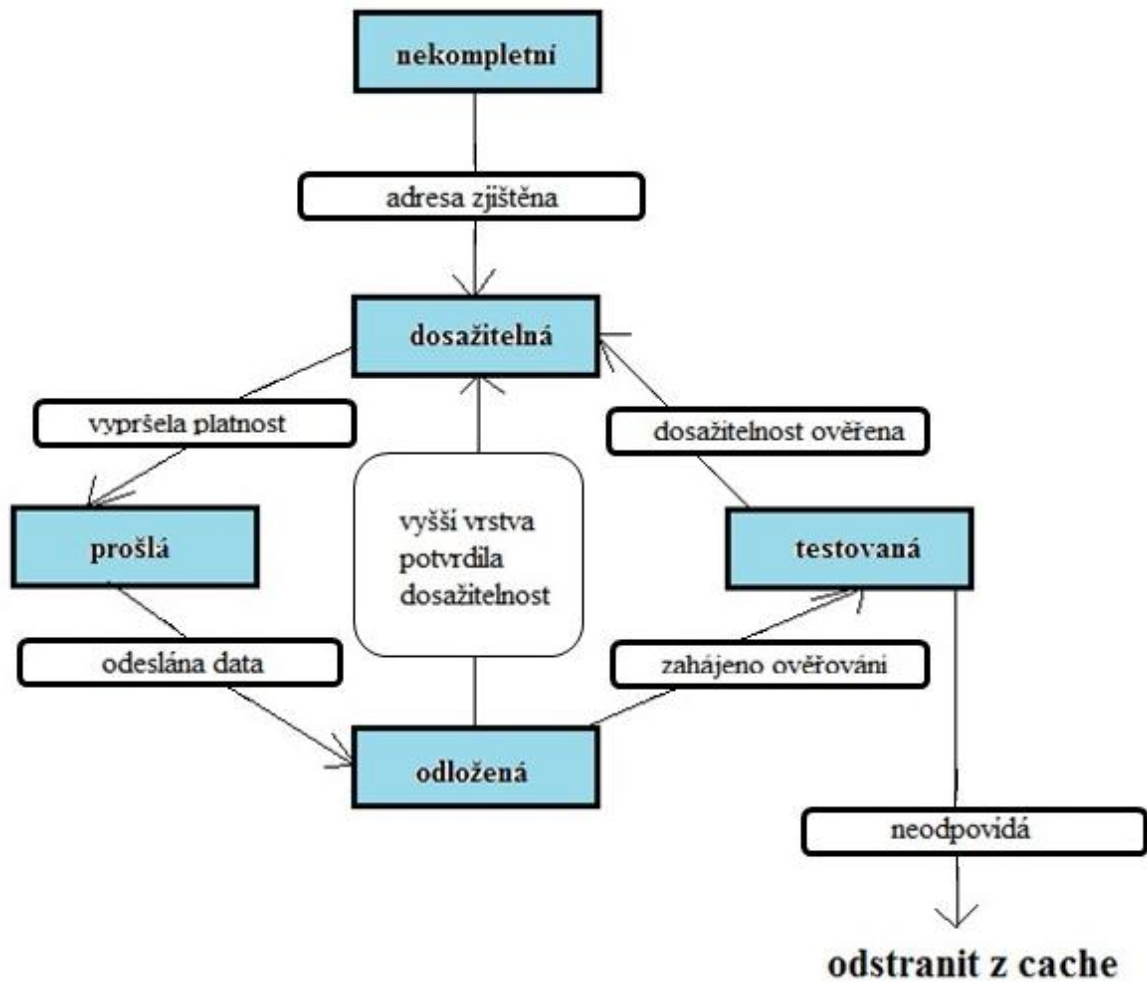 nekompletní
adresa zjištěna
dosažitelná
vypršela platnost
dosažitelnost ověřena
vyšší vrstva
potvrdila
dosažitelnost
prošlá
testovaná
odeslána data
zahájeno ověřováni
odložená
neodpovídá
odstranit z cache